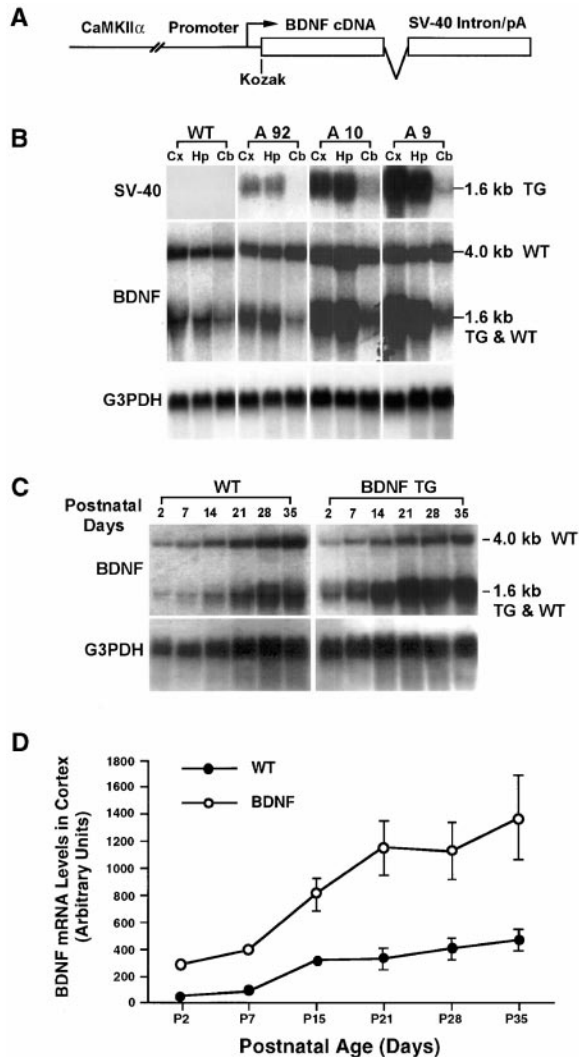 A
CaMKIIα Promoter BDNF cDNA SV-40 Intron/pA
Kozak
B
WT A 92 A 10 A 9
Cx Hp Cb Cx Hp Cb Cx Hp Cb Cx Hp Cb
SV-40
1.6 kb TG
4.0 kb WT
BDNF
1.6 kb
TG & WT
G3PDH
C
WT BDNF TG
Postnatal
Days
2 7 14 21 28 35 2 7 14 21 28 35
4.0 kb WT
BDNF
1.6 kb
TG & WT
G3PDH
D
BDNF mRNA Levels in Cortex
(Arbitrary Units)
1800
1600
1400
1200
1000
800
600
400
200
0
WT
BDNF
P2 P7 P15 P21 P28 P35
Postnatal Age (Days)